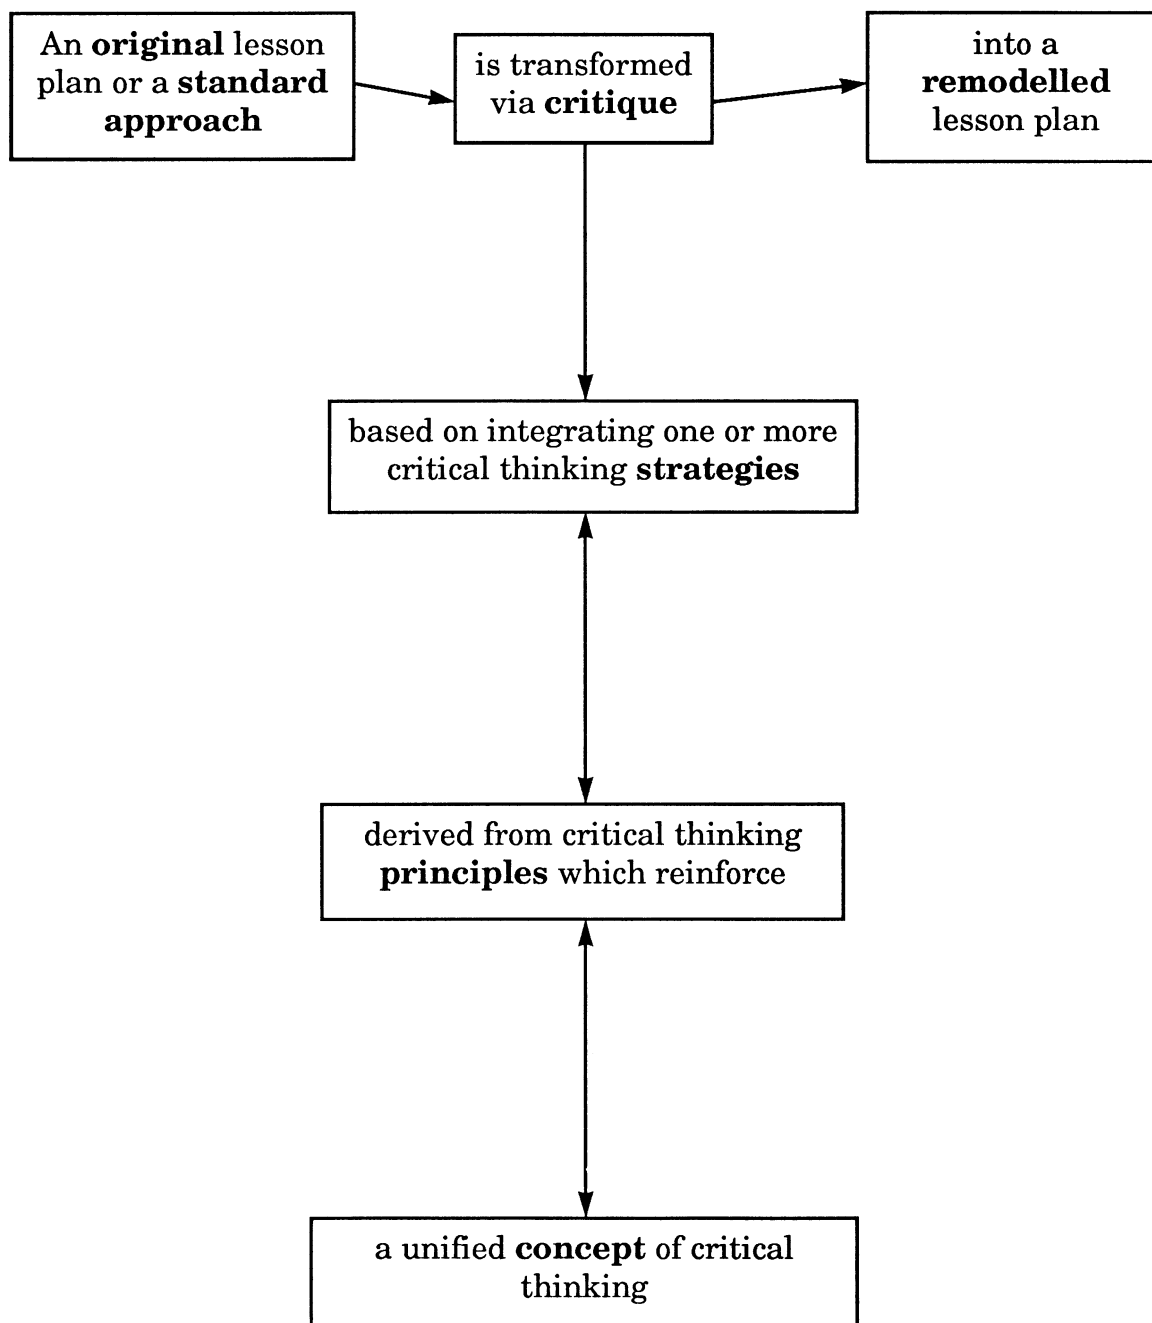 An original lesson
plan or a standard
approach
is transformed
via critique
into a
remodelled
lesson plan
based on integrating one or more
critical thinking strategies
derived from critical thinking
principles which reinforce
a unified concept of critical
thinking